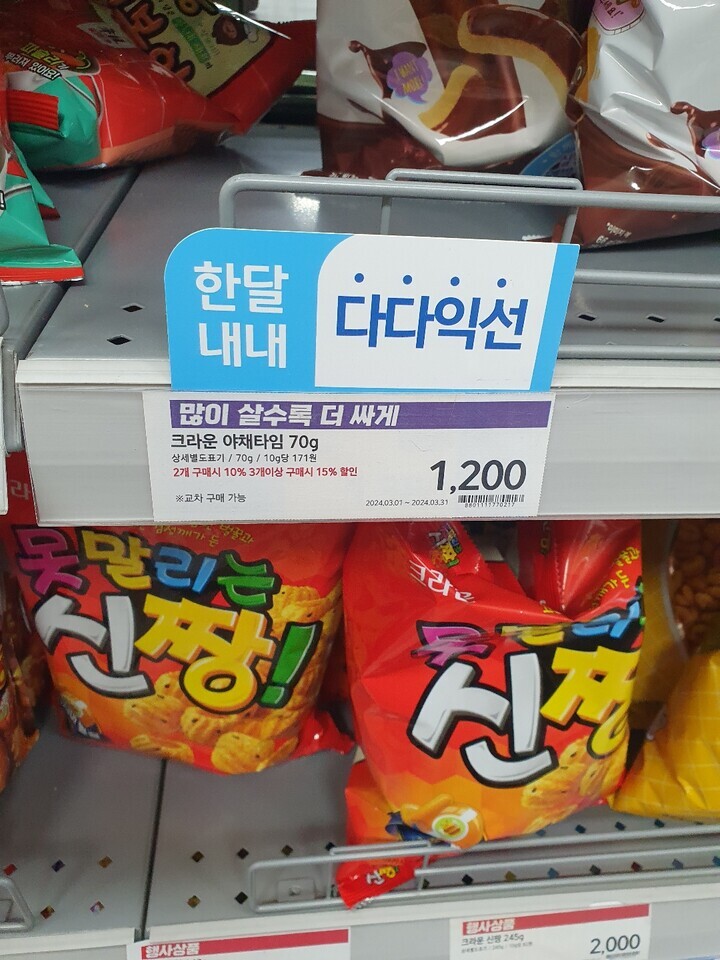 한달
내내
다다익선
많이 살수록 더 싸게
크라운 야채타임 70g
상세별도표기 / 70g / 10g당 171원
2개 구매시 10% 3개이상 구매시 15% 할인
1,200
※교차 구매 가능
2024.03.01 ~ 2024.03.31
8801111770217
못말리는
신짱!
크라운
못말리는
신짱
행사상품
행사상품
크라운 신짱 245g
2,000